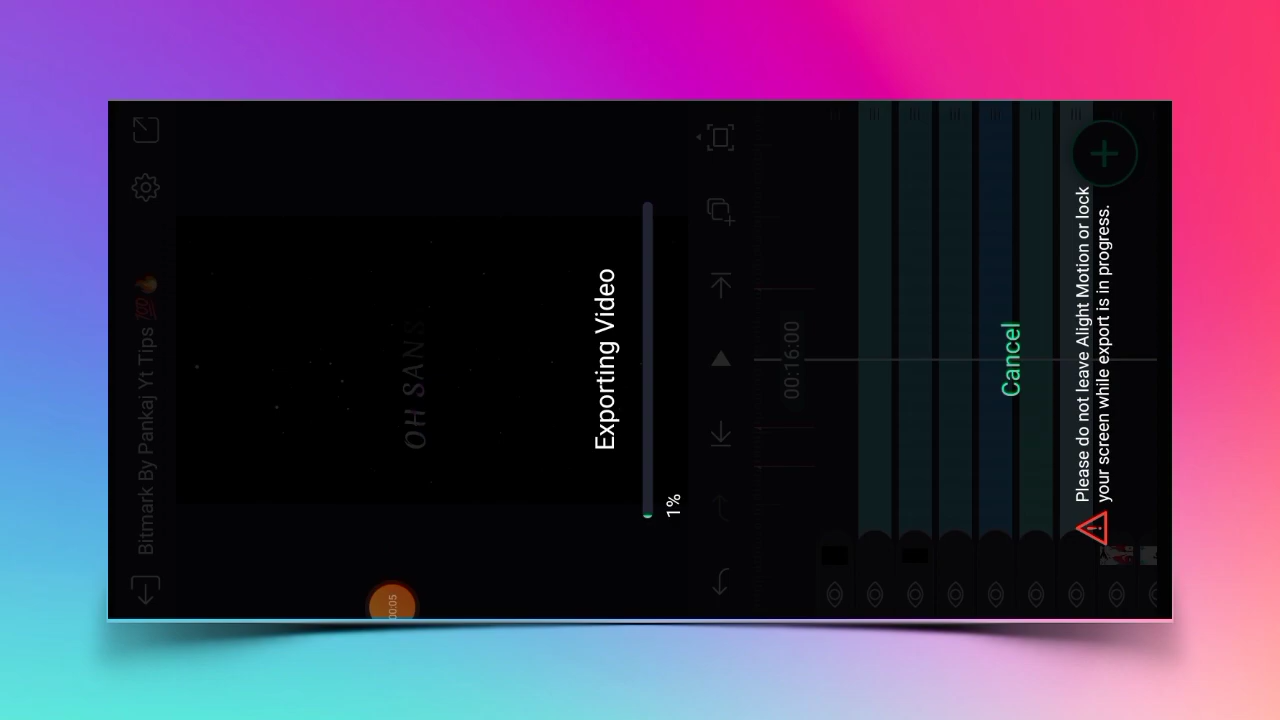 Bitmark By Pankaj Yt Tips 💯🔥
OH SANS
Exporting Video
1%
00:16:00
Cancel
Please do not leave Alight Motion or lock
your screen while export is in progress.
00:05